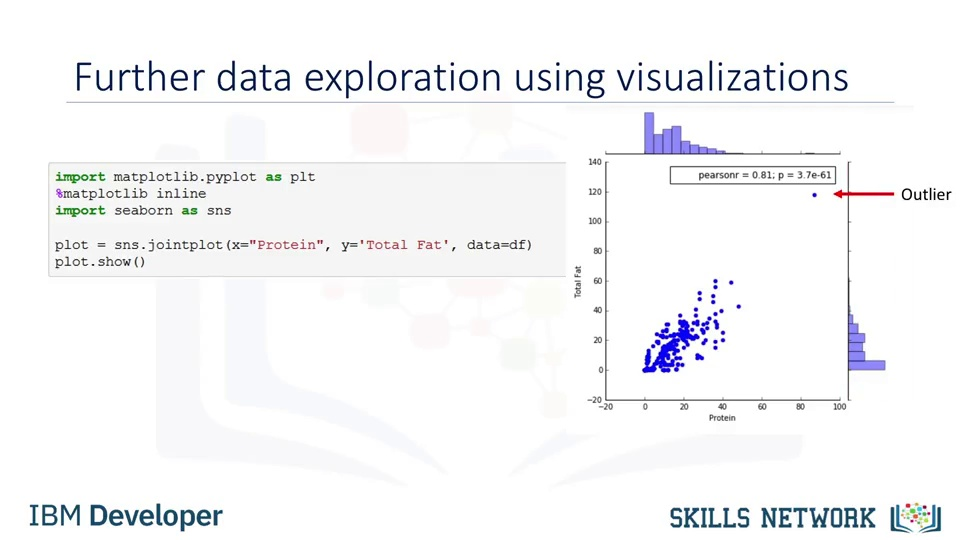 Further data exploration using visualizations
import matplotlib.pyplot as plt
%matplotlib inline
import seaborn as sns
plot = sns.jointplot(x="Protein", y='Total Fat', data=df)
plot.show()
pearsonr = 0.81; p = 3.7e-61
Outlier
140
120
100
80
60
40
20
0
−20
Total Fat
−20 0 20 40 60 80 100
Protein
IBM Developer
SKILLS NETWORK